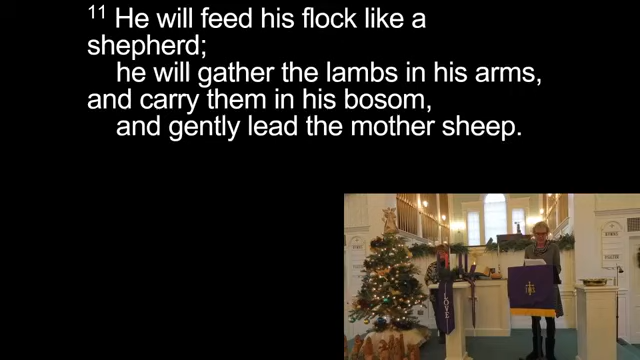 11 He will feed his flock like a
shepherd;
he will gather the lambs in his arms,
and carry them in his bosom,
and gently lead the mother sheep.
LOVE